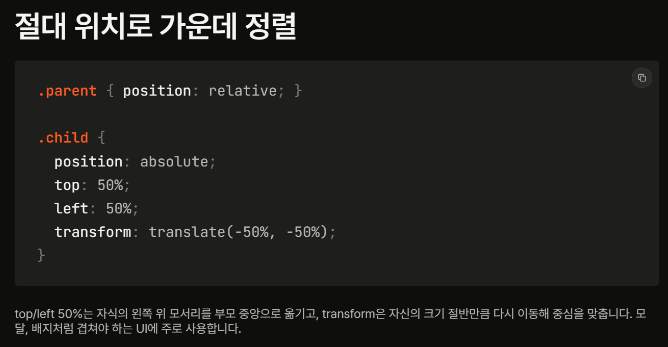 절대 위치로 가운데 정렬
.parent { position: relative; }
.child {
position: absolute;
top: 50%;
left: 50%;
transform: translate(-50%, -50%);
}
top/left 50%는 자식의 왼쪽 위 모서리를 부모 중앙으로 옮기고, transform은 자신의 크기 절반만큼 다시 이동해 중심을 맞춥니다. 모
달, 배지처럼 겹쳐야 하는 UI에 주로 사용합니다.